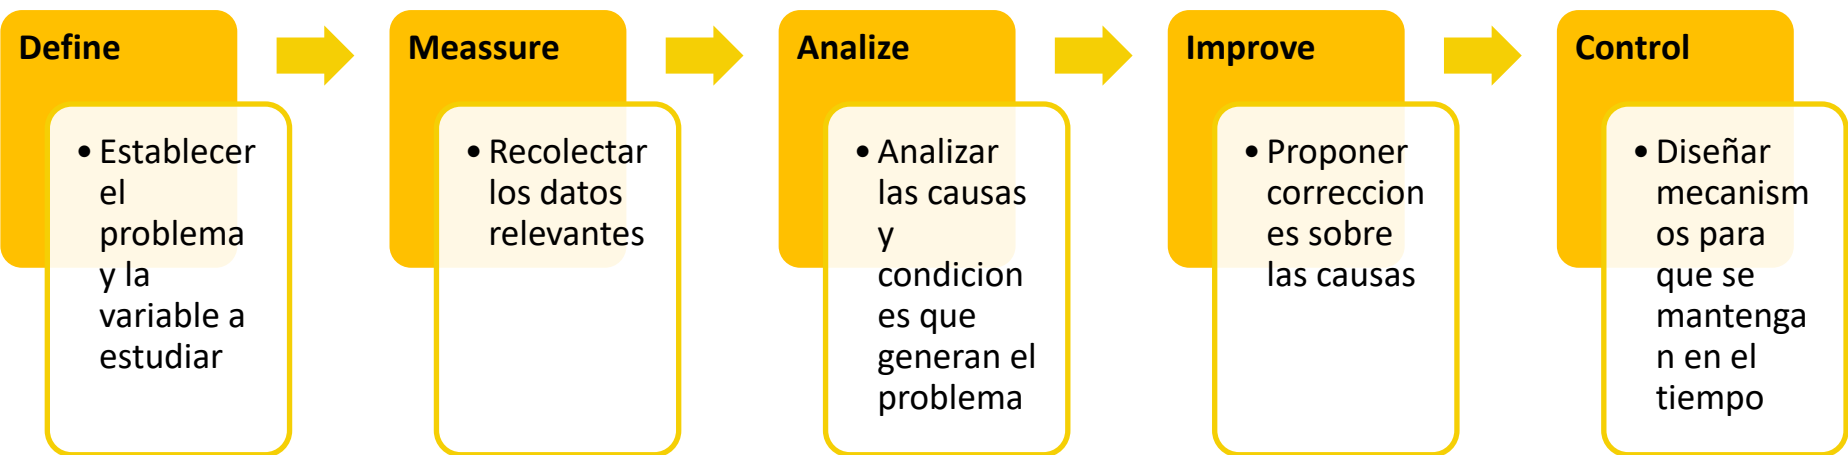 Define
• Establecer
el
problema
y la
variable a
estudiar
Meassure
• Recolectar
los datos
relevantes
Analize
• Analizar
las causas
y
condicion
es que
generan el
problema
Improve
• Proponer
correccion
es sobre
las causas
Control
• Diseñar
mecanism
os para
que se
mantenga
n en el
tiempo